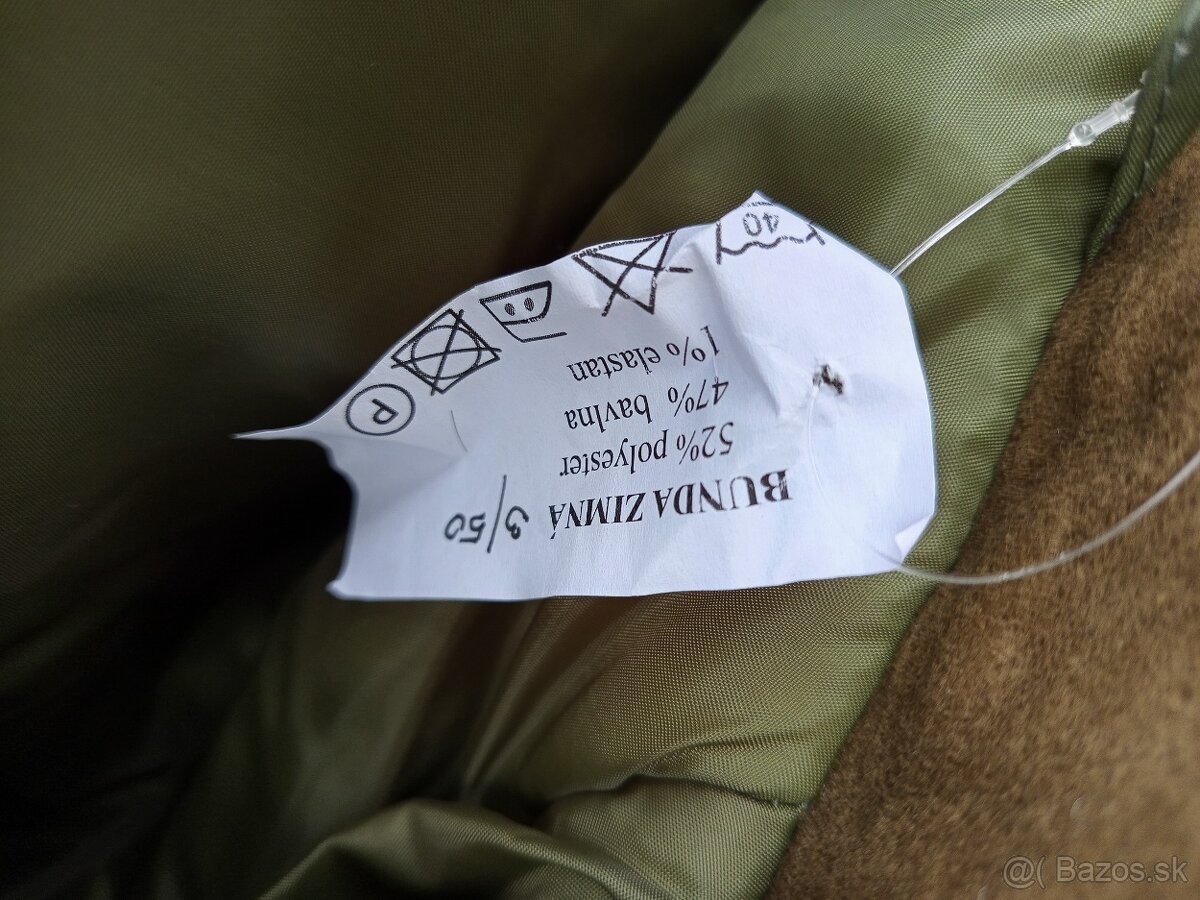 BUNDA ZIMNÁ 3/50
52% polyester
47% bavlna
1% elastan
40
P
@( Bazos.sk